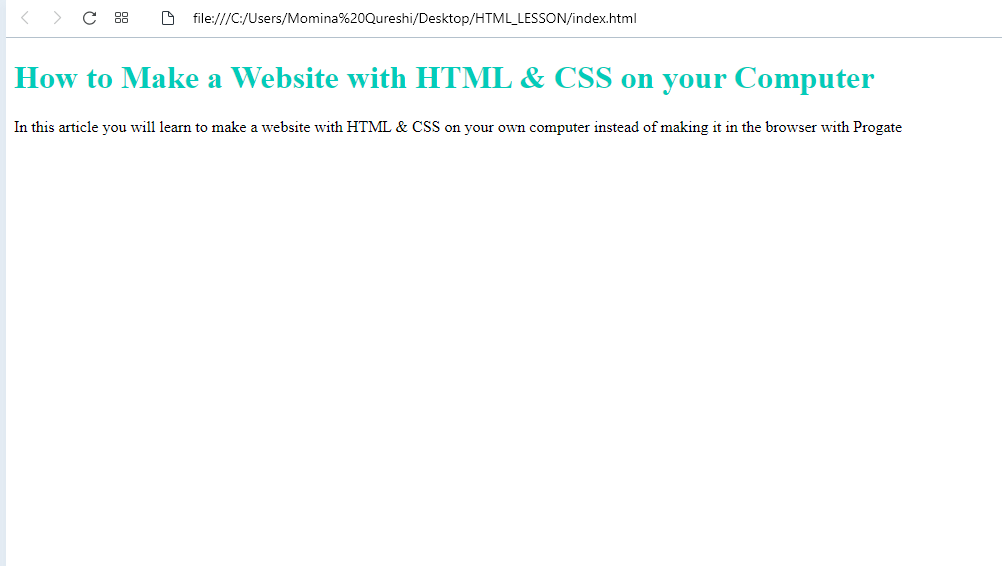 file:///C:/Users/Momina%20Qureshi/Desktop/HTML_LESSON/index.html
How to Make a Website with HTML & CSS on your Computer
In this article you will learn to make a website with HTML & CSS on your own computer instead of making it in the browser with Progate